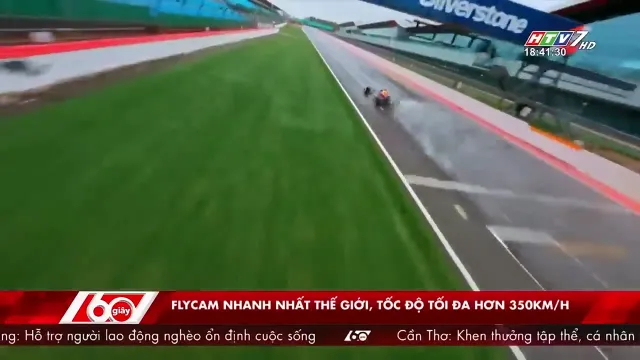 Silverstone
HTV7 HD
18:41:30
60 giây
FLYCAM NHANH NHẤT THẾ GIỚI, TỐC ĐỘ TỐI ĐA HƠN 350KM/H
ng: Hỗ trợ người lao động nghèo ổn định cuộc sống 60 Cần Thơ: Khen thưởng tập thể, cá nhân